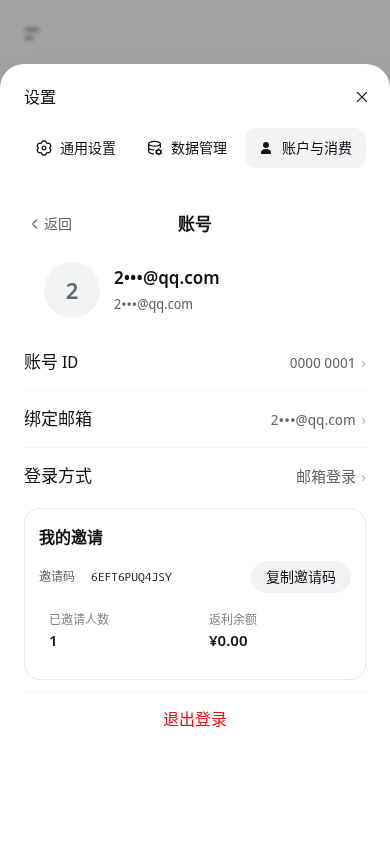 设置
通用设置
数据管理
账户与消费
返回
账号
2
2•••@qq.com
2•••@qq.com
账号 ID
0000 0001 ›
绑定邮箱
2•••@qq.com ›
登录方式
邮箱登录 ›
我的邀请
邀请码 6EFT6PUQ4JSY
复制邀请码
已邀请人数
返利余额
1
¥0.00
退出登录